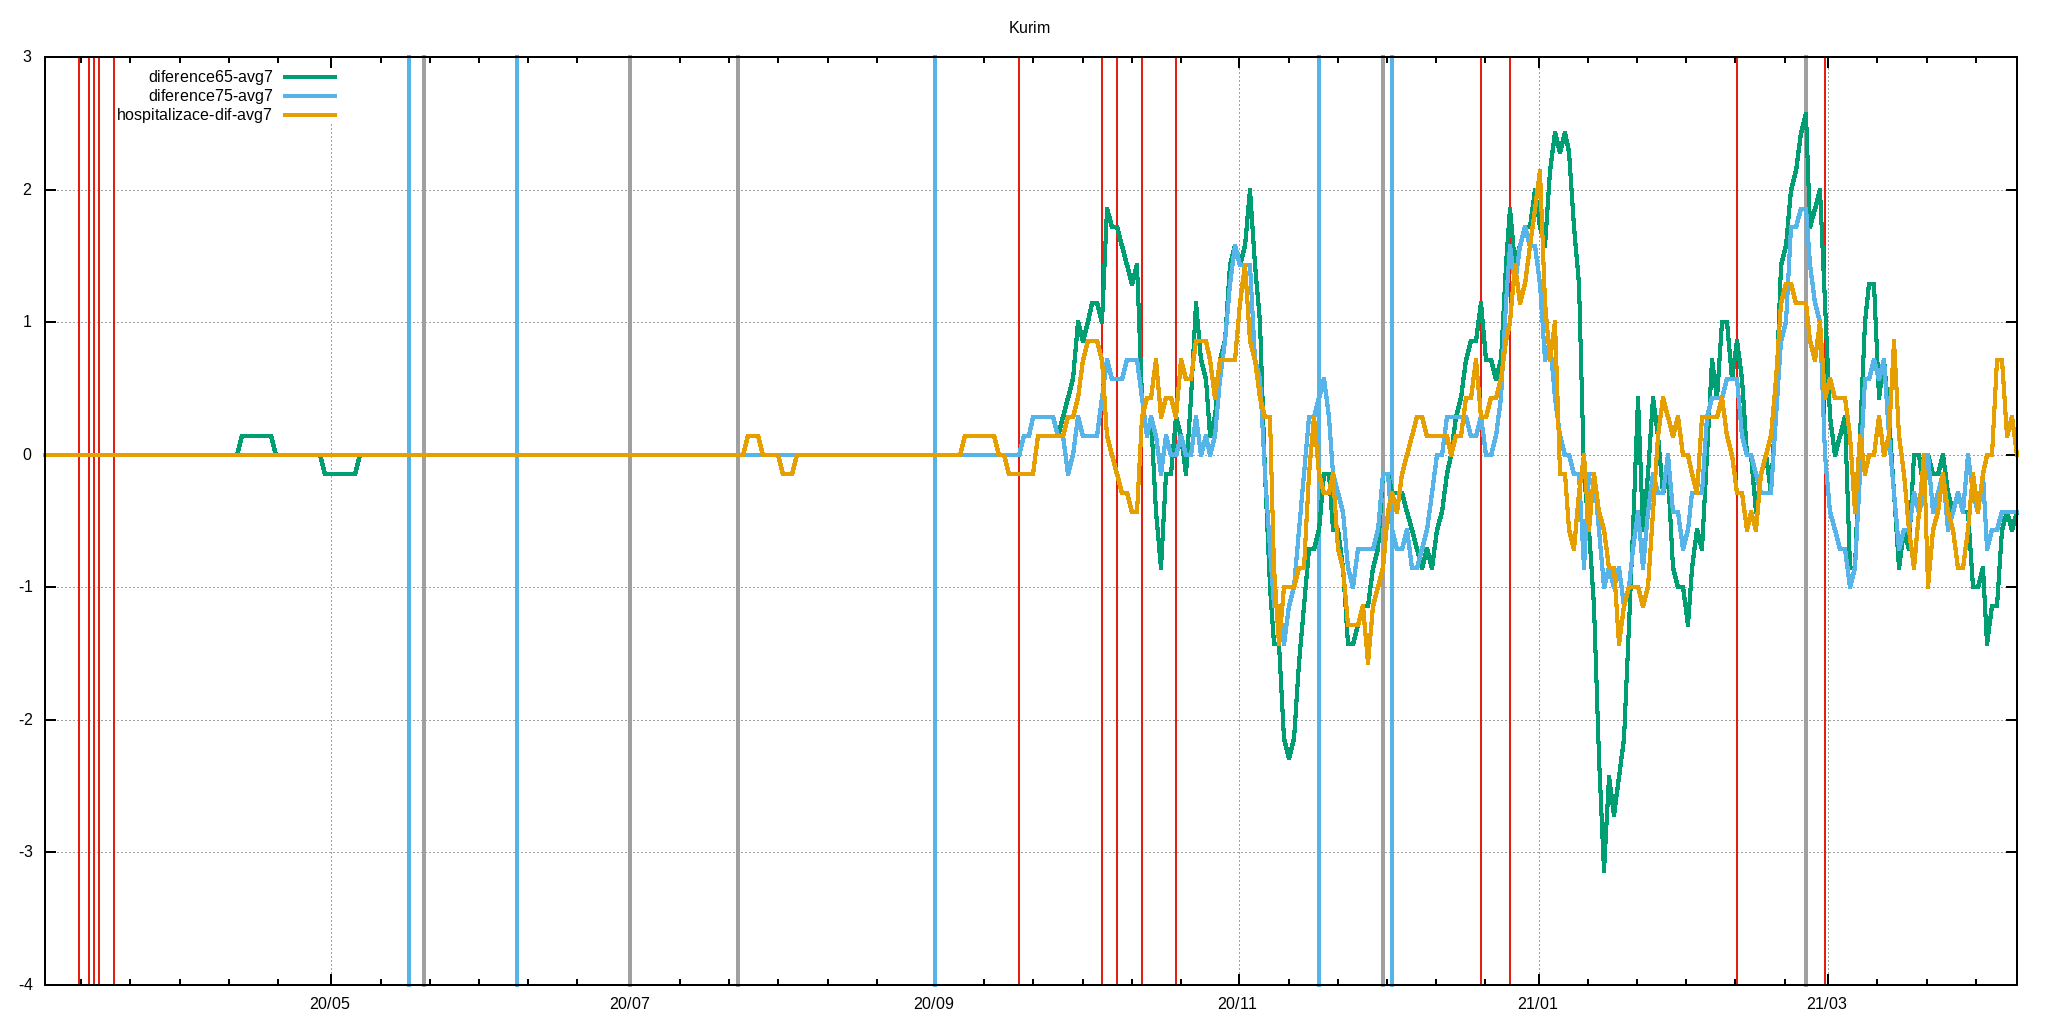 Kurim
diference65-avg7
diference75-avg7
hospitalizace-dif-avg7
3
2
1
0
-1
-2
-3
-4
20/05 20/07 20/09 20/11 21/01 21/03